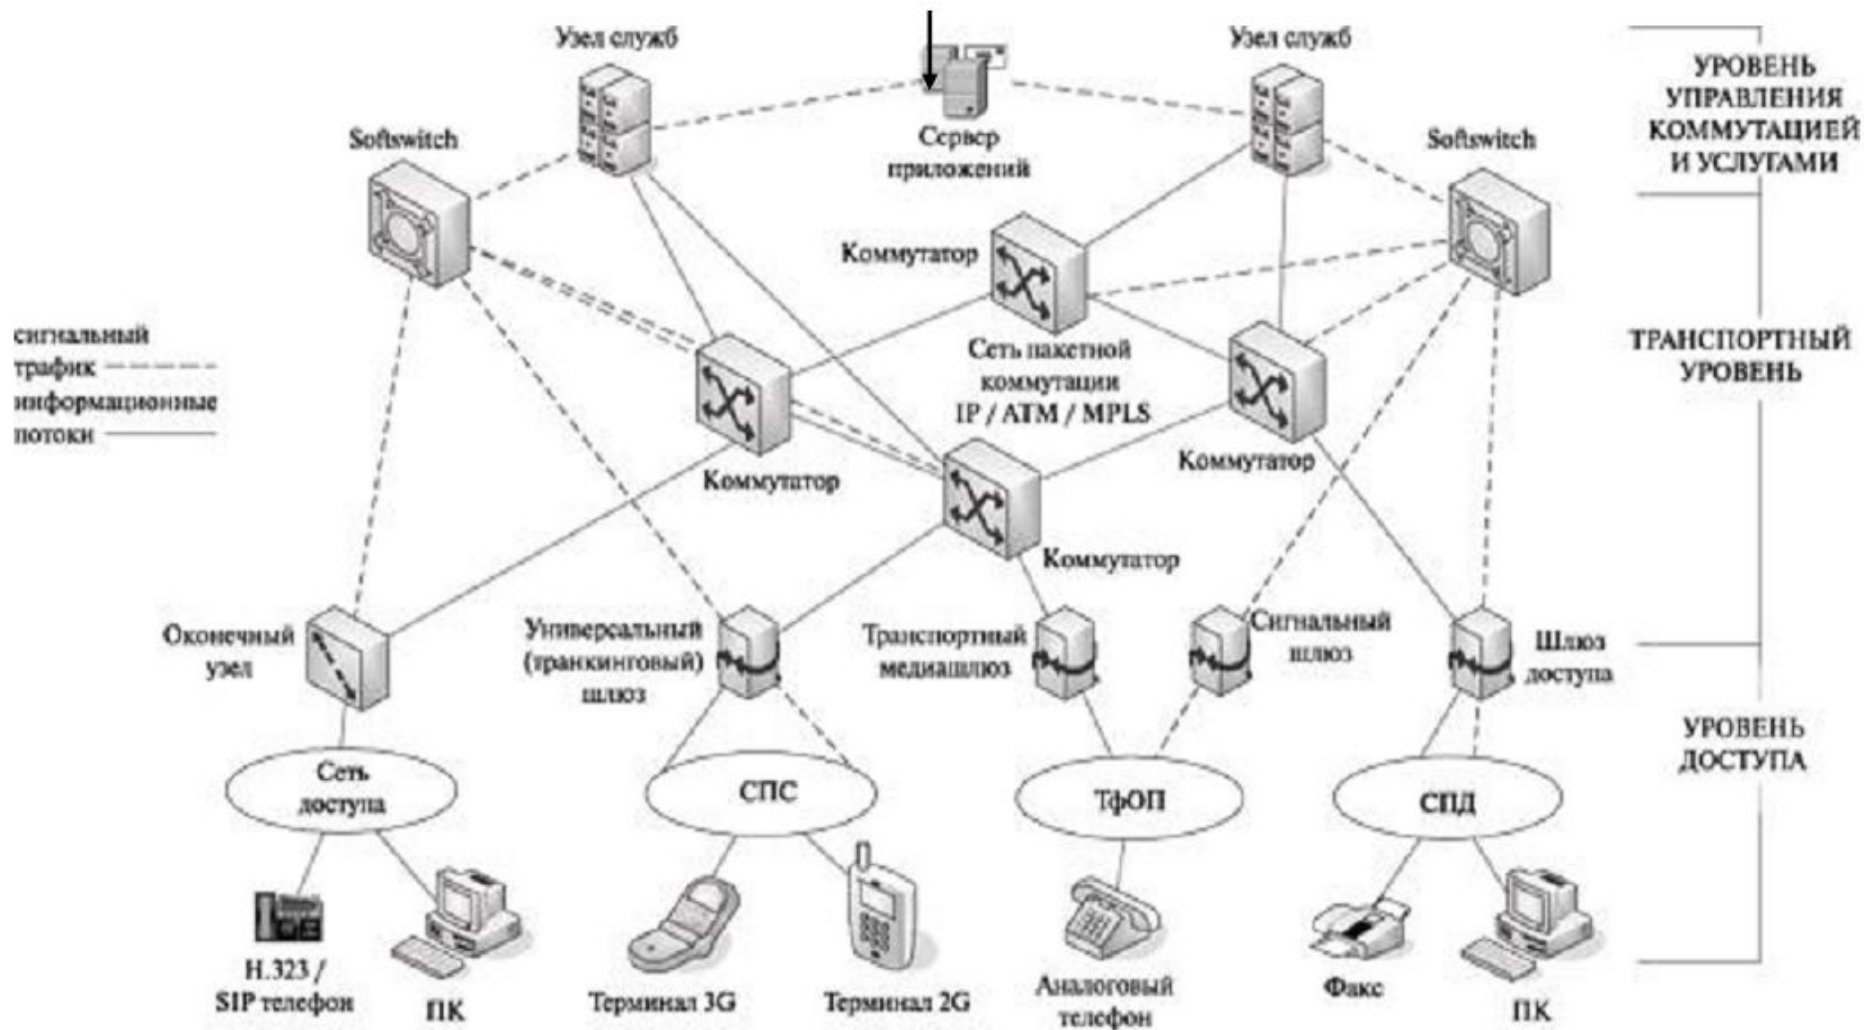 Узел служб
Узел служб
Softswitch
Сервер
приложений
Softswitch
УРОВЕНЬ
УПРАВЛЕНИЯ
КОММУТАЦИЕЙ
И УСЛУГАМИ
Коммутатор
сигнальный
трафик
информационные
потоки
Сеть пакетной
коммутации
IP / ATM / MPLS
ТРАНСПОРТНЫЙ
УРОВЕНЬ
Коммутатор
Коммутатор
Коммутатор
Оконечный
узел
Универсальный
(транкинговый)
шлюз
Транспортный
медиашлюз
Сигнальный
шлюз
Шлюз
доступа
УРОВЕНЬ
ДОСТУПА
Сеть
доступа
СПС
ТфОП
СПД
H.323 /
SIP телефон
ПК
Терминал 3G
Терминал 2G
Аналоговый
телефон
Факс
ПК